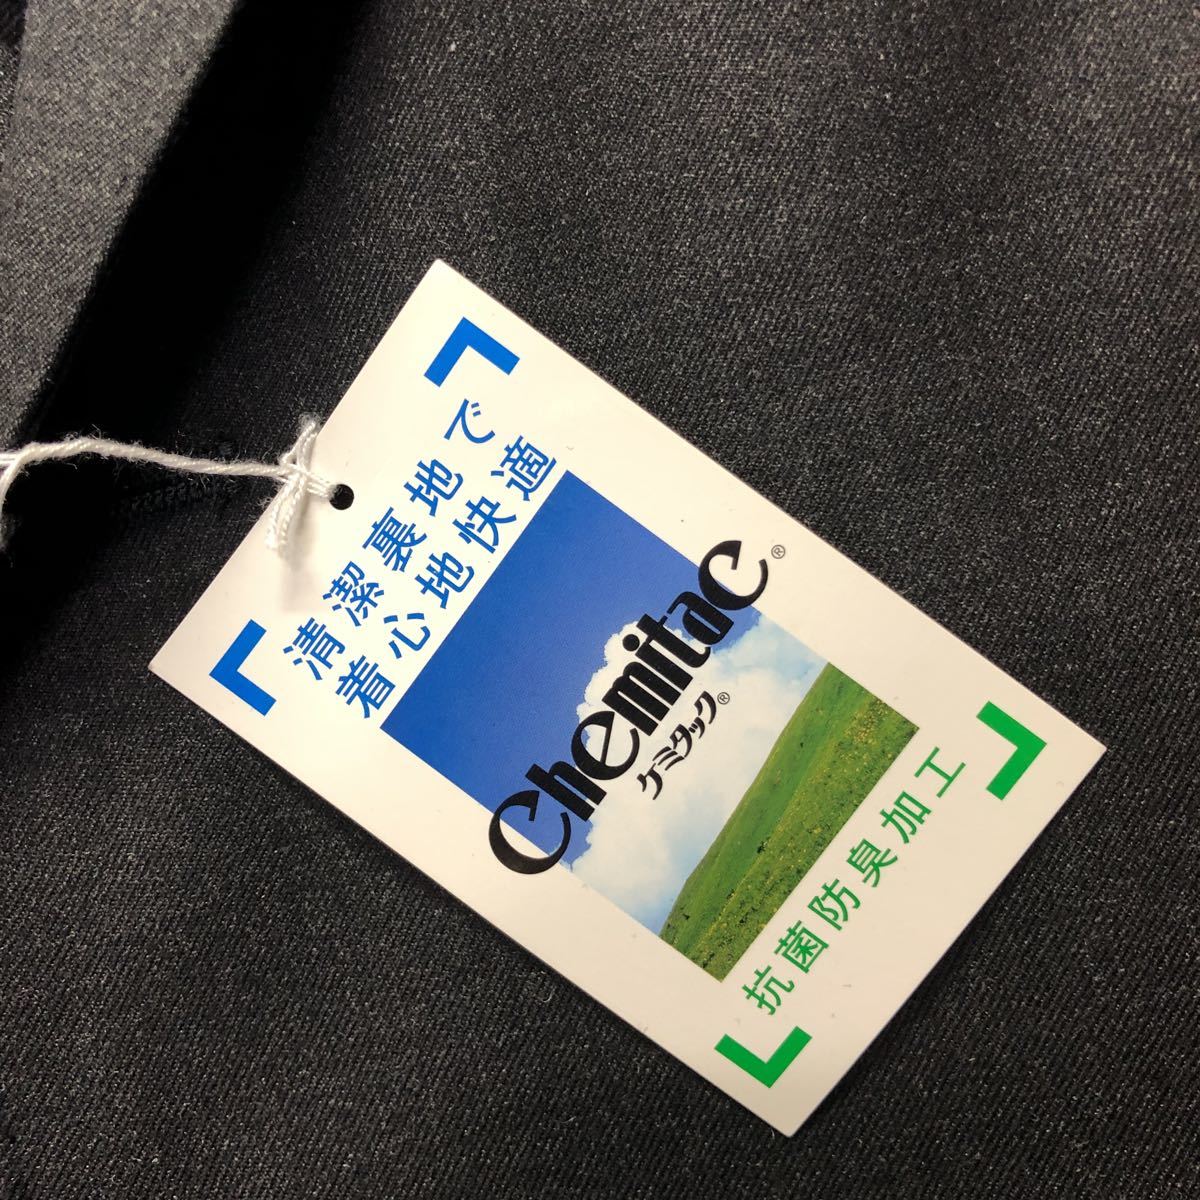 清潔裏地で
着心地快適
Chemitac®
ケミタック®
抗菌防臭加工